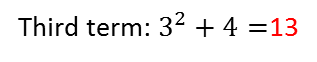 Third term: 3² + 4 =13